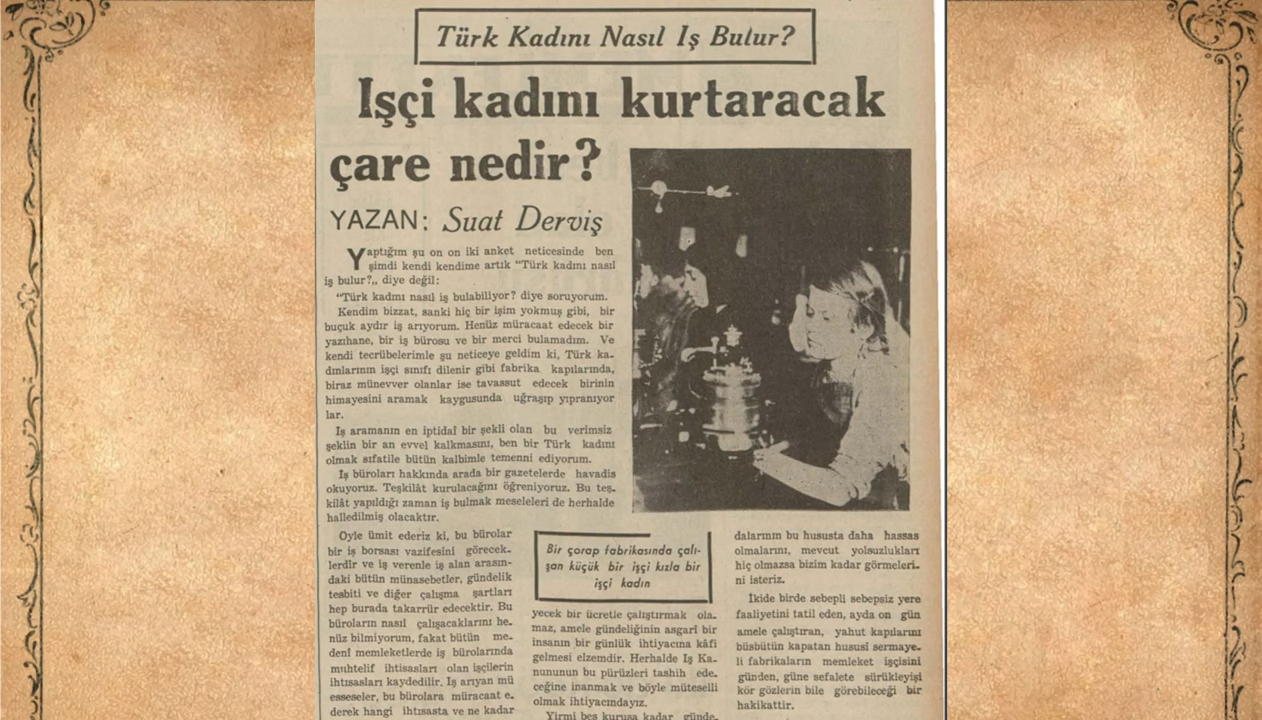 Türk Kadını Nasıl Iş Bulur?
Işçi kadını kurtaracak
çare nedir?
YAZAN: Suat Derviş
Yaptığım şu on on iki anket neticesinde ben
şimdi kendi kendime artık "Türk kadını nasıl
iş bulur?„ diye değil:
"Türk kadını nasıl iş bulabiliyor? diye soruyorum.
Kendim bizzat, sanki hiç bir işim yokmuş gibi, bir
buçuk aydır iş arıyorum. Henüz müracaat edecek bir
yazıhane, bir iş bürosu ve bir merci bulamadım. Ve
kendi tecrübelerimle şu neticeye geldim ki, Türk ka-
dınlarının işçi sınıfı dilenir gibi fabrika kapılarında,
biraz münevver olanlar ise tavassut edecek birinin
himayesini aramak kaygusunda uğraşıp yıpranıyor
lar.
Iş aramanın en iptidaî bir şekli olan bu verimsiz
şeklin bir an evvel kalkmasını, ben bir Türk kadını
olmak sıfatile bütün kalbimle temenni ediyorum.
Iş büroları hakkında arada bir gazetelerde havadis
okuyoruz. Teşkilât kurulacağını öğreniyoruz. Bu teş-
kilât yapıldığı zaman iş bulmak meseleleri de herhalde
halledilmiş olacaktır.
Oyle ümit ederiz ki, bu bürolar
bir iş borsası vazifesini görecek-
lerdir ve iş verenle iş alan arasın-
daki bütün münasebetler, gündelik
tesbiti ve diğer çalışma şartları
hep burada takarrür edecektir. Bu
büroların nasıl çalışacaklarını he-
nüz bilmiyorum, fakat bütün me-
denî memleketlerde iş bürolarında
muhtelif ihtisasları olan işçilerin
ihtısasları kaydedilir. Iş arıyan mü
esseseler, bu bürolara müracaat e-
derek hangi ihtısasta ve ne kadar
Bir çorap fabrikasında çalı-
şan küçük bir işçi kızla bir
işçi kadın
yecek bir ücretle çalıştırmak ola-
maz, amele gündeliğinin asgarî bir
insanın bir günlük ihtiyacına kâfi
gelmesi elzemdir. Herhalde Iş Ka-
nununun bu pürüzleri tashih ede-
ceğine inanmak ve böyle müteselli
olmak ihtiyacındayız.
Yirmi beş kuruşa kadar günde-
dalarının bu hususta daha hassas
olmalarını, mevcut yolsuzlukları
hiç olmazsa bizim kadar görmeleri-
ni isteriz.
Ikide birde sebepli sebepsiz yere
faaliyetini tatil eden, ayda on gün
amele çalıştıran, yahut kapılarını
büsbütün kapatan hususî sermaye-
li fabrikaların memleket işçisini
günden, güne sefalete sürükleyişi
kör gözlerin bile görebileceği bir
hakikattir.